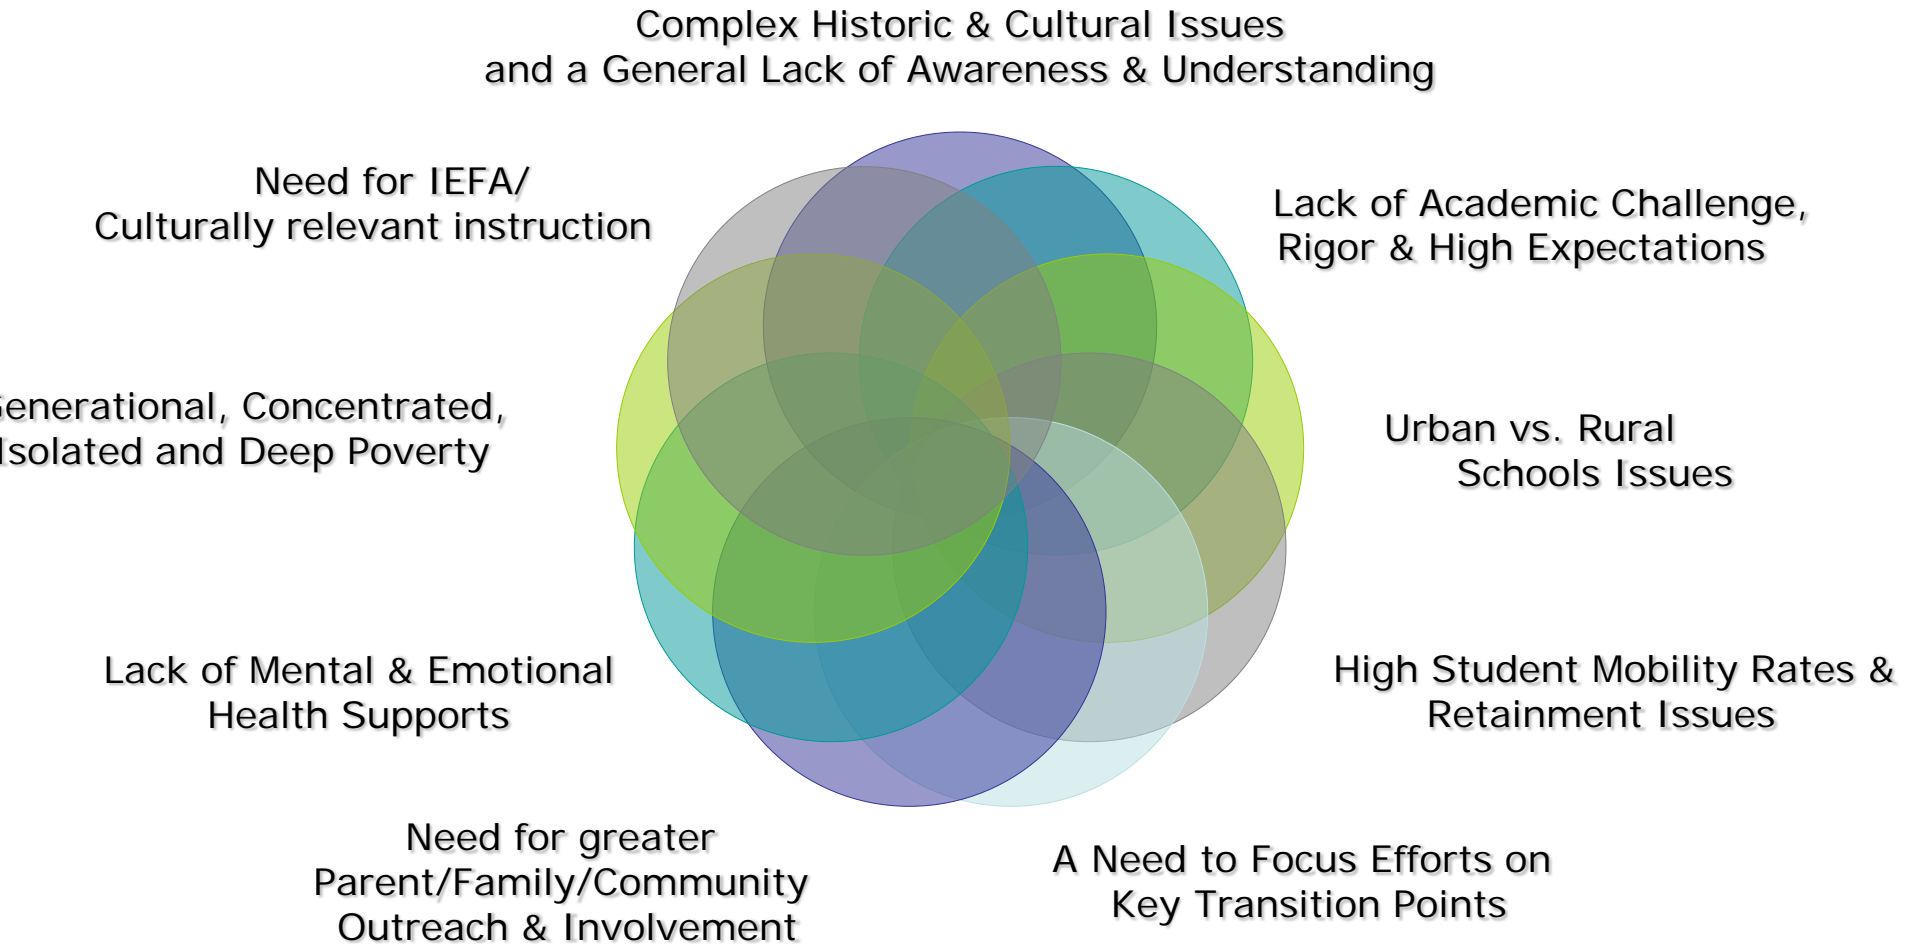 Complex Historic & Cultural Issues
and a General Lack of Awareness & Understanding
Lack of Academic Challenge,
Rigor & High Expectations
Urban vs. Rural
Schools Issues
High Student Mobility Rates &
Retainment Issues
A Need to Focus Efforts on
Key Transition Points
Need for greater
Parent/Family/Community
Outreach & Involvement
Lack of Mental & Emotional
Health Supports
enerational, Concentrated,
Isolated and Deep Poverty
Need for IEFA/
Culturally relevant instruction